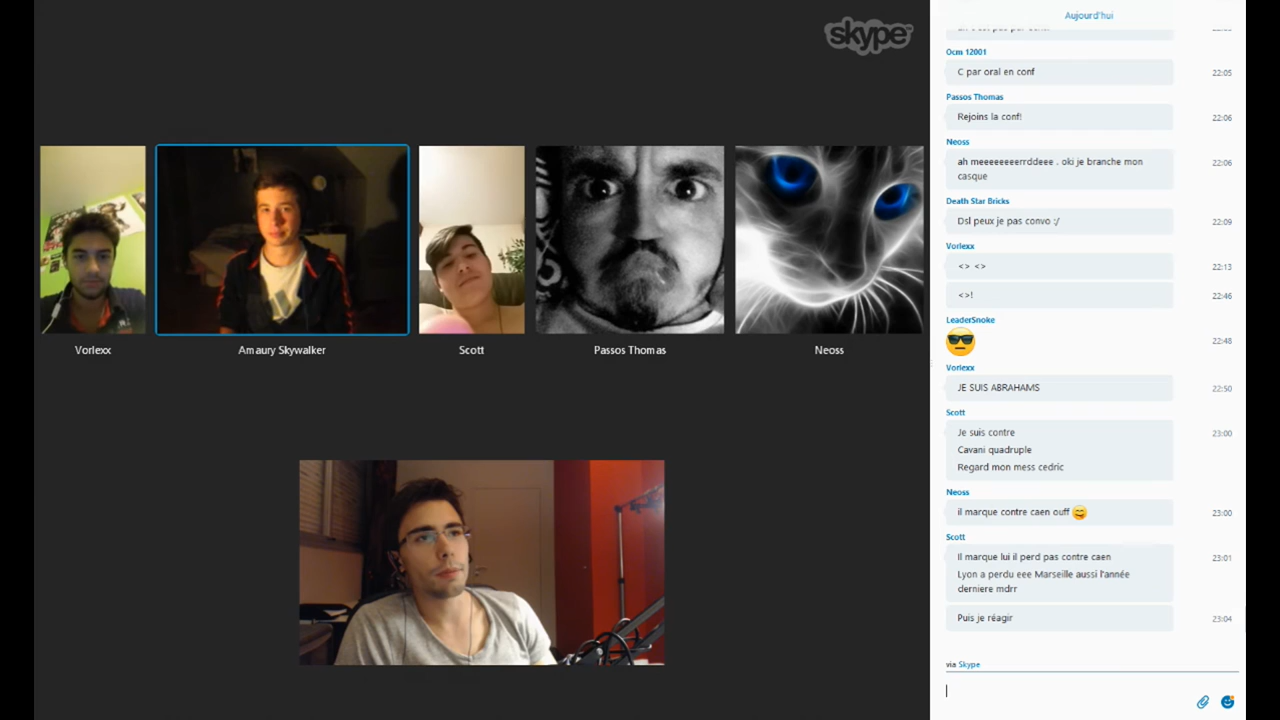 skype
Vorlexx
Amaury Skywalker
Scott
Passos Thomas
Neoss
Aujourd'hui
22:05
Ocm 12001
C par oral en conf
22:05
Passos Thomas
Rejoins la conf!
22:06
Neoss
ah meeeeeeeerrddeee . oki je branche mon
casque
22:06
Death Star Bricks
Dsl peux je pas convo :/
22:09
Vorlexx
<> <>
22:13
<>!
22:46
LeaderSnoke
22:48
Vorlexx
JE SUIS ABRAHAMS
22:50
Scott
Je suis contre
23:00
Cavani quadruple
Regard mon mess cedric
Neoss
il marque contre caen ouff
23:00
Scott
Il marque lui il perd pas contre caen
23:01
Lyon a perdu eee Marseille aussi l'année
derniere mdrr
Puis je réagir
23:04
via Skype